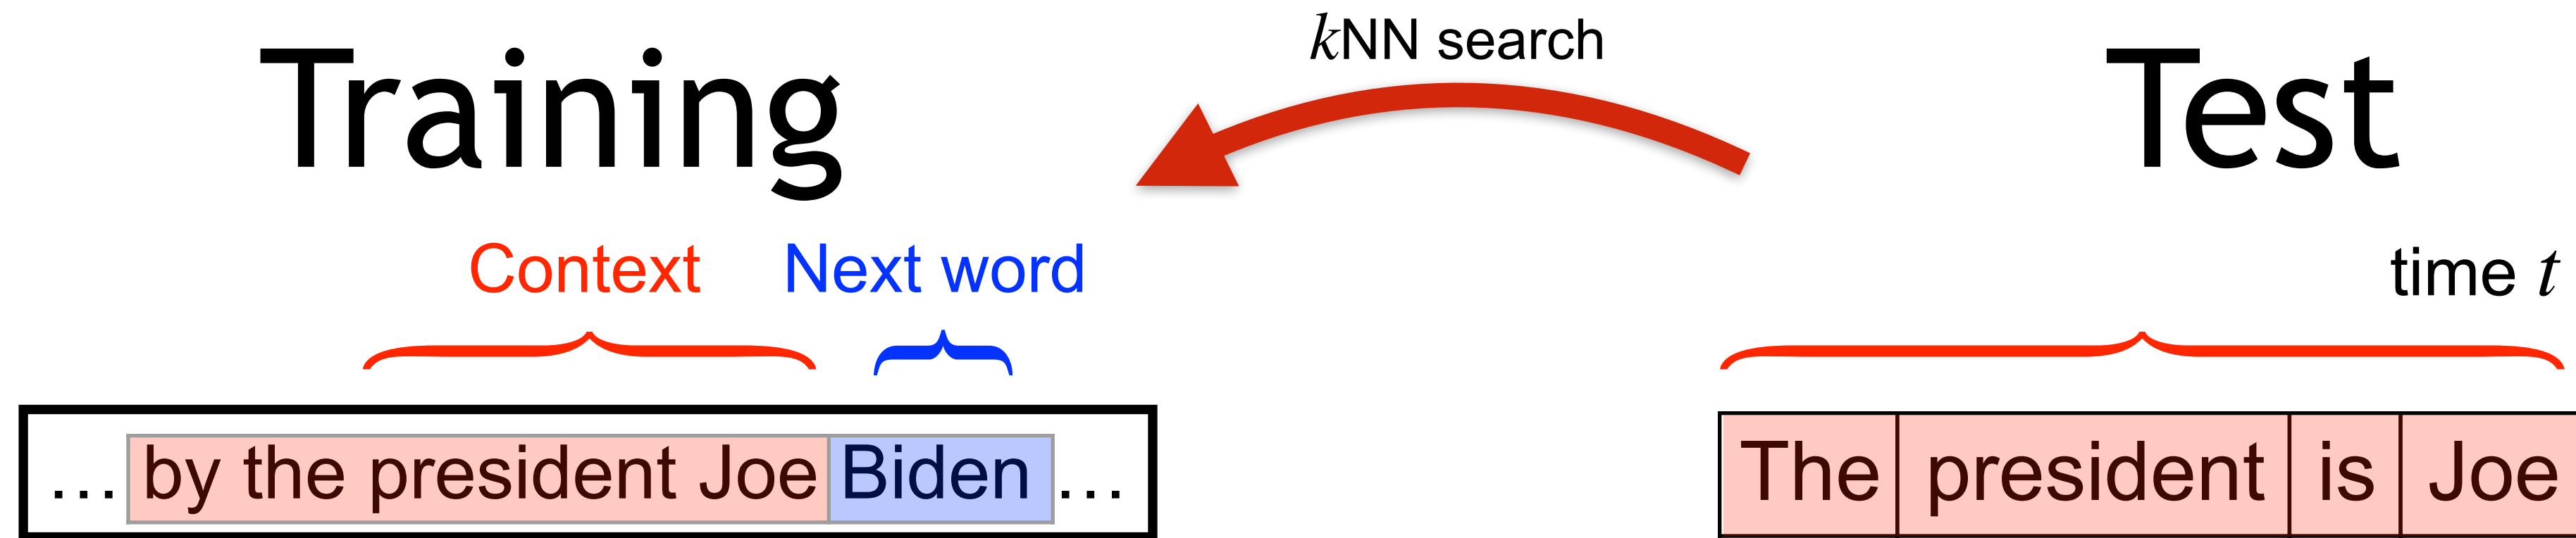 kNN search
Training
Test
Context Next word
time t
… by the president Joe Biden …
The president is Joe